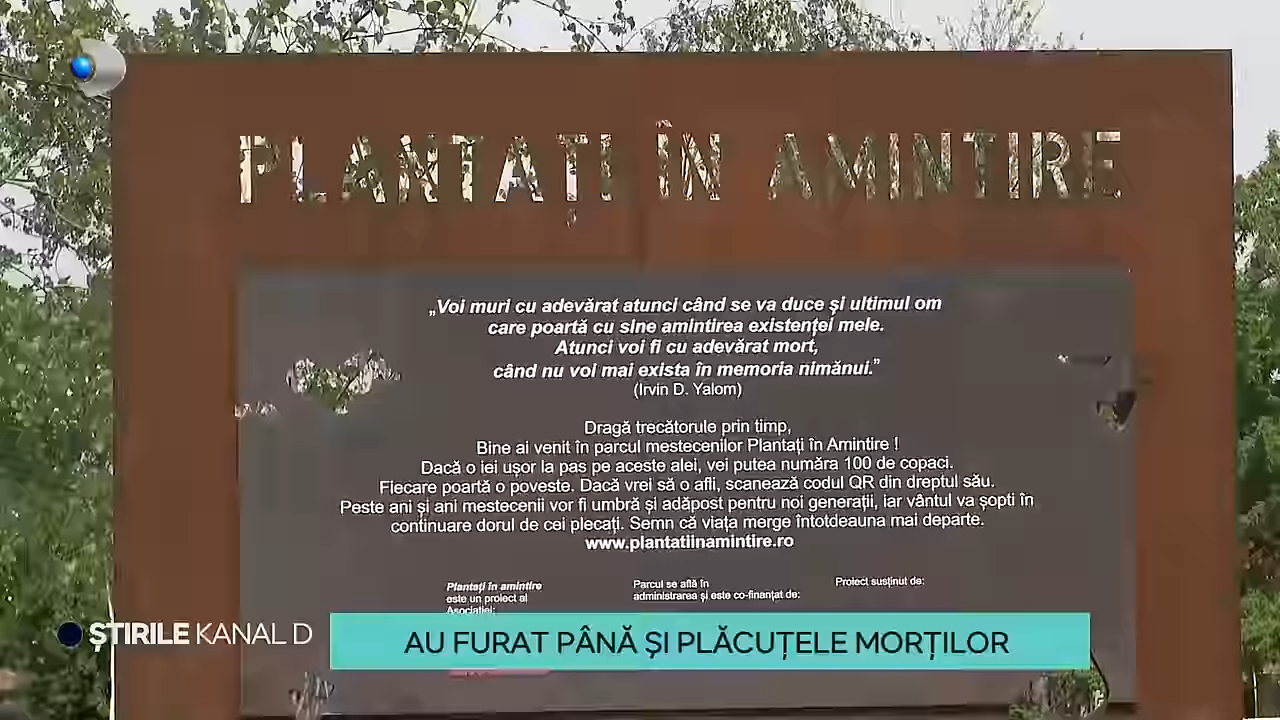 PLANTAȚI ÎN AMINTIRE
„Voi muri cu adevărat atunci când se va duce și ultimul om
care poartă cu sine amintirea existenței mele.
Atunci voi fi cu adevărat mort,
când nu voi mai exista în memoria nimănui.”
(Irvin D. Yalom)
Dragă trecătorule prin timp,
Bine ai venit în parcul mestecenilor Plantați în Amintire !
Dacă o iei ușor la pas pe aceste alei, vei putea număra 100 de copaci.
Fiecare poartă o poveste. Dacă vrei să o afli, scanează codul QR din dreptul său.
Peste ani și ani mestecenii vor fi umbră și adăpost pentru noi generații, iar vântul va șopti în
continuare dorul de cei plecați. Semn că viața merge întotdeauna mai departe.
www.plantatiinamintire.ro
Plantați în amintire
este un proiect al
Asociației:
Parcul se află în
administrarea și este co-finanțat de:
Proiect susținut de:
ȘTIRILE KANAL D
AU FURAT PÂNĂ ȘI PLĂCUȚELE MORȚILOR